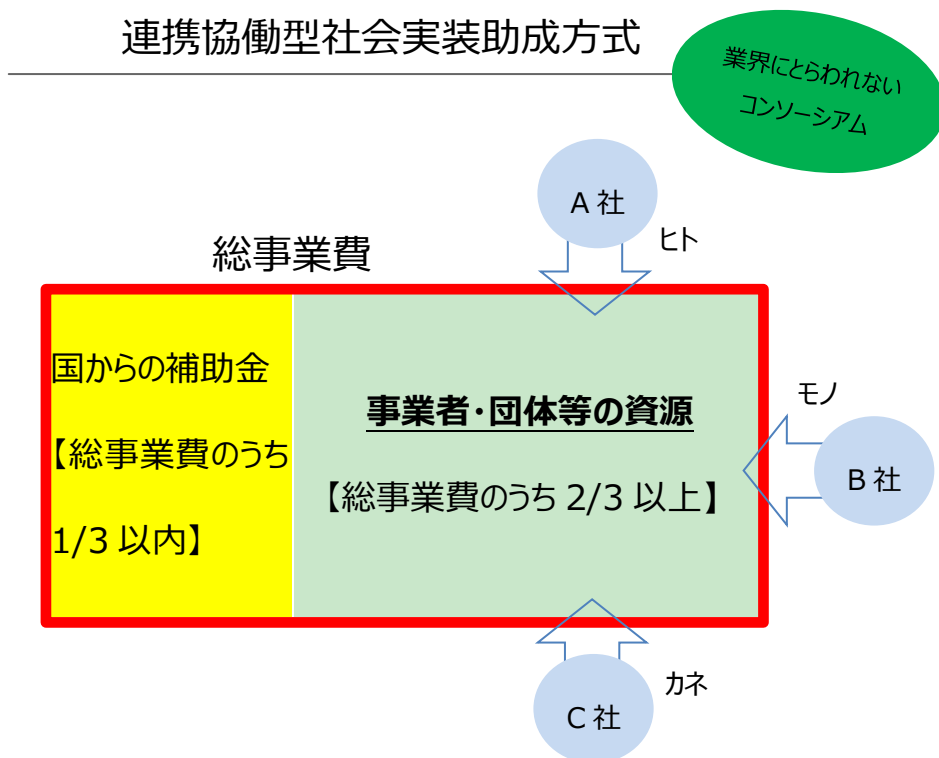 連携協働型社会実装助成方式
業界にとらわれない
コンソーシアム
A 社
ヒト
総事業費
国からの補助金
【総事業費のうち
1/3 以内】
事業者・団体等の資源
【総事業費のうち 2/3 以上】
モノ
B 社
カネ
C 社